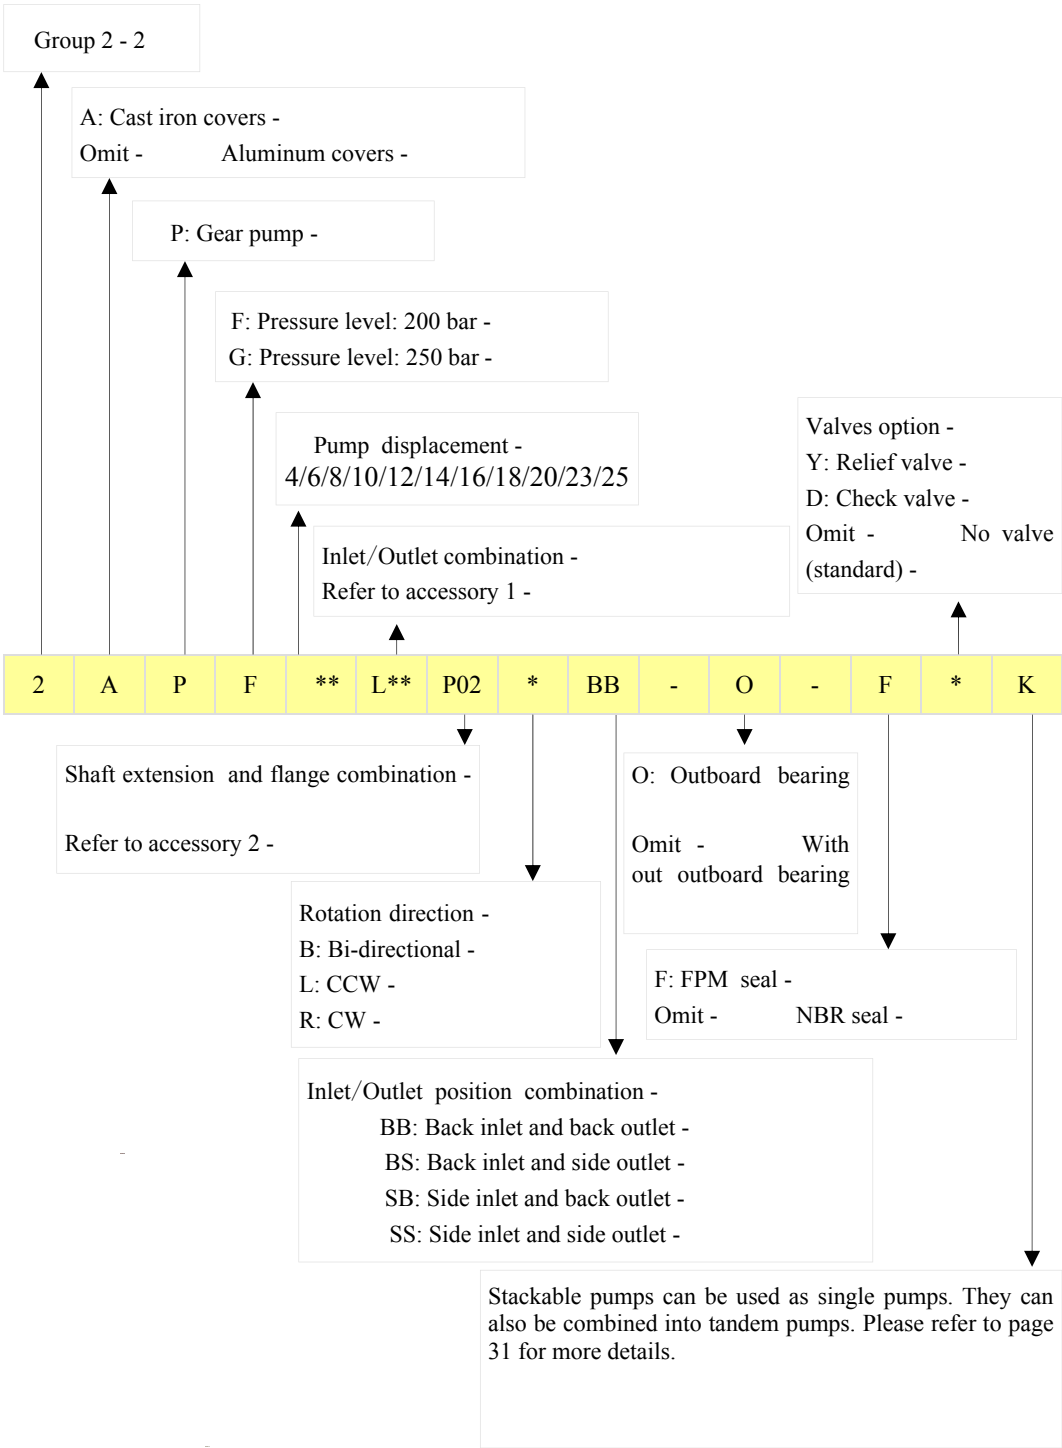 Group 2 - 2
A: Cast iron covers -
Omit - Aluminum covers -
P: Gear pump -
F: Pressure level: 200 bar -
G: Pressure level: 250 bar -
Pump displacement -
4/6/8/10/12/14/16/18/20/23/25
Valves option -
Y: Relief valve -
D: Check valve -
Omit - No valve
(standard) -
Inlet/Outlet combination -
Refer to accessory 1 -
2 A P F ** L** P02 * BB - O - F * K
Shaft extension and flange combination -
Refer to accessory 2 -
O: Outboard bearing
Omit - With
out outboard bearing
Rotation direction -
B: Bi-directional -
L: CCW -
R: CW -
F: FPM seal -
Omit - NBR seal -
Inlet/Outlet position combination -
BB: Back inlet and back outlet -
BS: Back inlet and side outlet -
SB: Side inlet and back outlet -
SS: Side inlet and side outlet -
Stackable pumps can be used as single pumps. They can
also be combined into tandem pumps. Please refer to page
31 for more details.